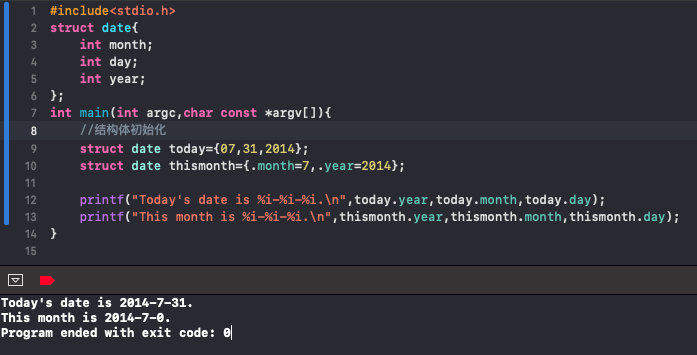 1 #include<stdio.h>
2 struct date{
3     int month;
4     int day;
5     int year;
6 };
7 int main(int argc,char const *argv[]){
8     //结构体初始化
9     struct date today={07,31,2014};
10     struct date thismonth={.month=7,.year=2014};
11
12     printf("Today's date is %i-%i-%i.\n",today.year,today.month,today.day);
13     printf("This month is %i-%i-%i.\n",thismonth.year,thismonth.month,thismonth.day);
14 }
15
Today's date is 2014-7-31.
This month is 2014-7-0.
Program ended with exit code: 0